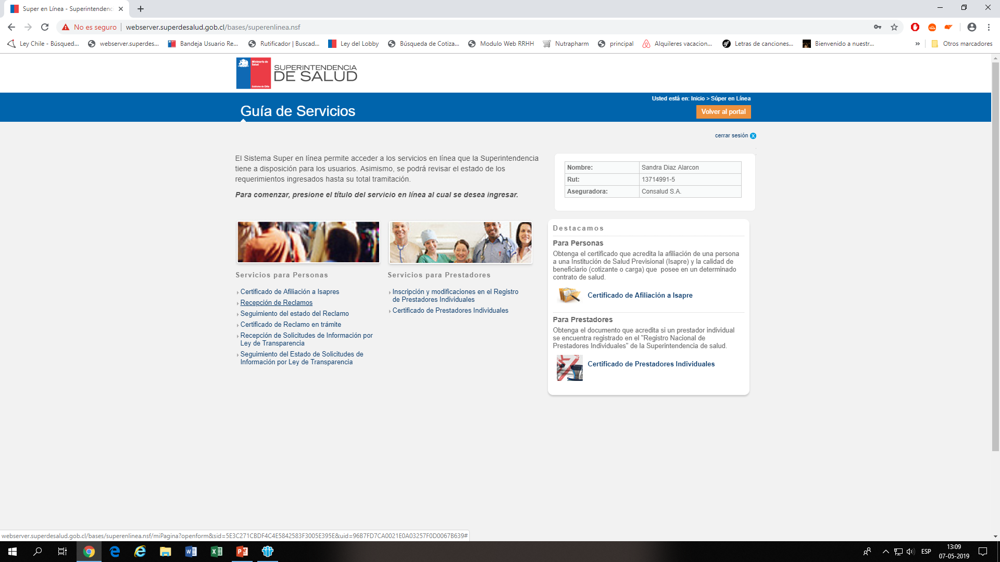 Super en Línea - Superintendenc
No es seguro
webserver.superdesalud.gob.cl/bases/superenlinea.nsf
Ley Chile - Búsqued...
webserver.superdes...
Bandeja Usuario Re...
Rutificador | Buscad...
Ley del Lobby
Búsqueda de Cotiza...
Modulo Web RRHH
Nutrapharm
principal
Alquileres vacacion...
Letras de canciones...
Bienvenido a nuestr...
»
Otros marcadores
Ministerio de
Salud
Gobierno de Chile
SUPERINTENDENCIA
DE SALUD
Usted está en: Inicio > Súper en Línea
Guía de Servicios
Volver al portal
cerrar sesión X
El Sistema Super en línea permite acceder a los servicios en línea que la Superintendencia
tiene a disposición para los usuarios. Asimismo, se podrá revisar el estado de los
requerimientos ingresados hasta su total tramitación.
Para comenzar, presione el título del servicio en línea al cual se desea ingresar.
Nombre: Sandra Diaz Alarcon
Rut: 13714991-5
Aseguradora: Consalud S.A.
Servicios para Personas
Certificado de Afiliación a Isapres
Recepción de Reclamos
Seguimiento del estado del Reclamo
Certificado de Reclamo en trámite
Recepción de Solicitudes de Información por
Ley de Transparencia
Seguimiento del Estado de Solicitudes de
Información por Ley de Transparencia
Servicios para Prestadores
Inscripción y modificaciones en el Registro
de Prestadores Individuales
Certificado de Prestadores Individuales
Destacamos
Para Personas
Obtenga el certificado que acredita la afiliación de una persona
a una Institución de Salud Previsional (Isapre) y la calidad de
beneficiario (cotizante o carga) que posee en un determinado
contrato de salud.
Certificado de Afiliación a Isapre
Para Prestadores
Obtenga el documento que acredita si un prestador individual
se encuentra registrado en el "Registro Nacional de
Prestadores Individuales" de la Superintendencia de salud.
Certificado de Prestadores Individuales
webserver.superdesalud.gob.cl/bases/superenlinea.nsf/miPagina?openform&sid=5E3C271CBDF4C4E5842583F3005E395E&uid=96B7FD7CA0021E0A03257F0D0067B639#
ESP
13:09
07-05-2019